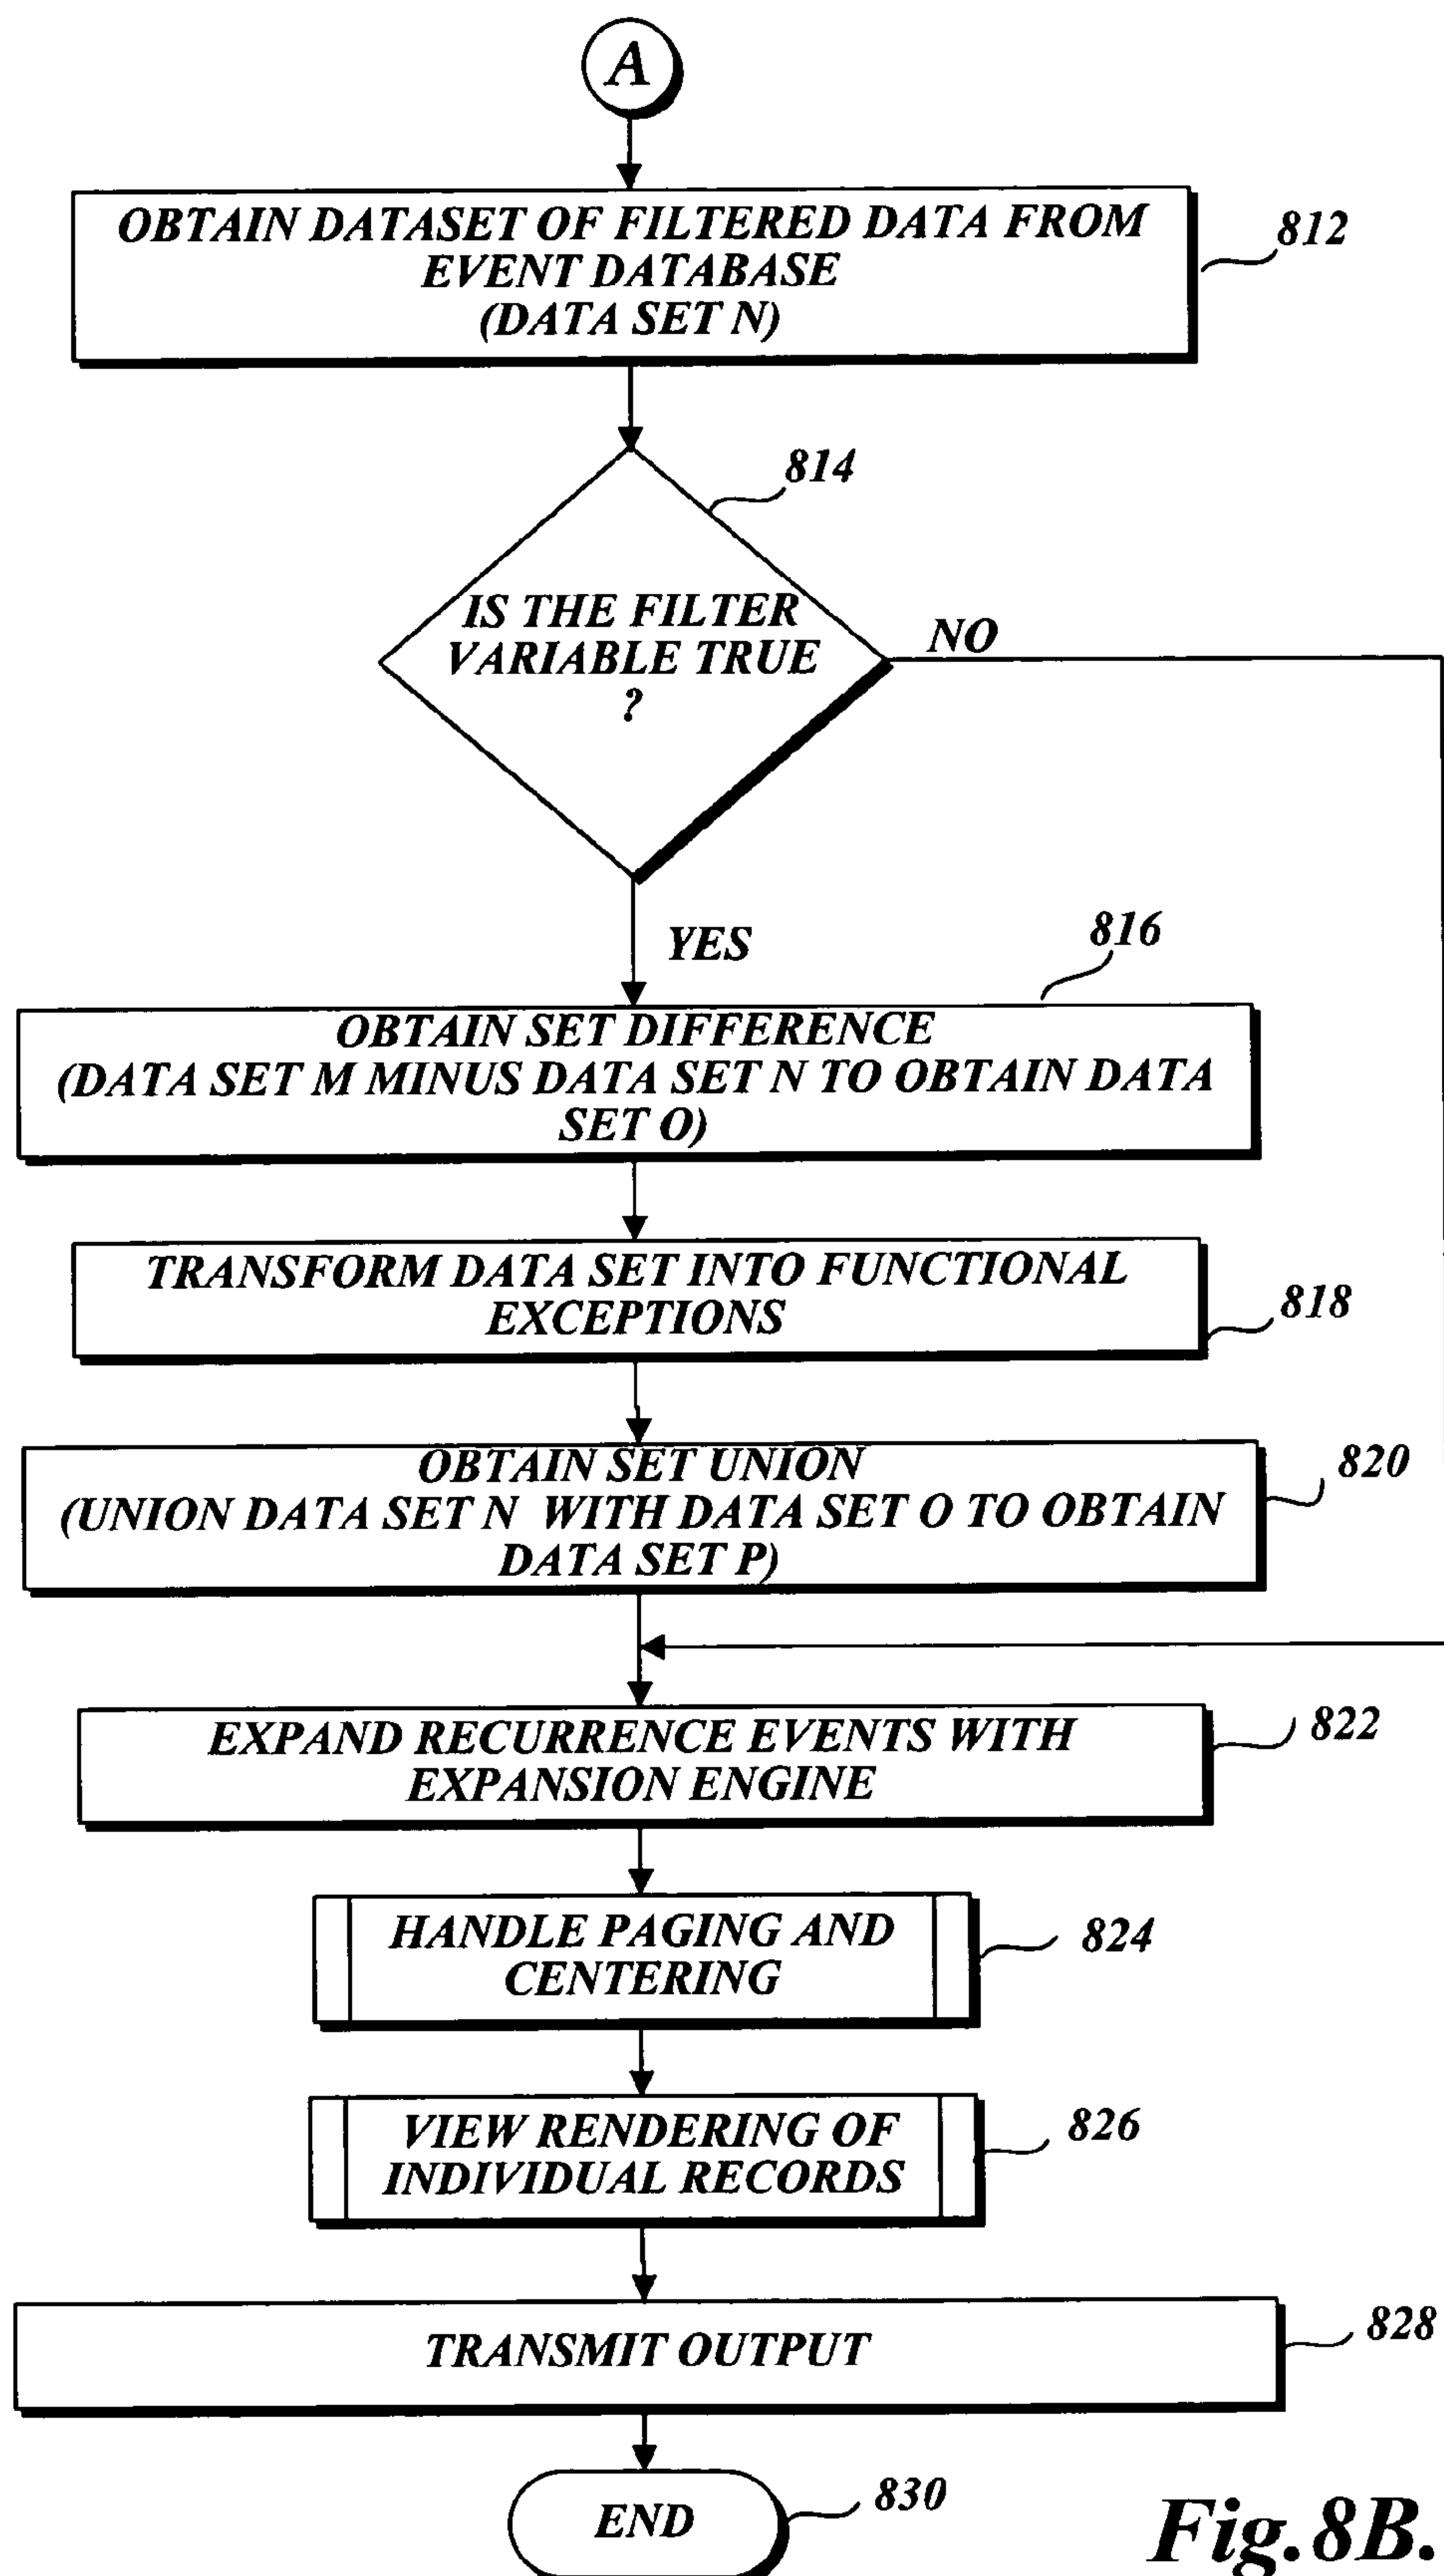 A
OBTAIN DATASET OF FILTERED DATA FROM
EVENT DATABASE
(DATA SET N)
812
814
IS THE FILTER
VARIABLE TRUE
?
NO
YES
816
OBTAIN SET DIFFERENCE
(DATA SET M MINUS DATA SET N TO OBTAIN DATA
SET O)
TRANSFORM DATA SET INTO FUNCTIONAL
EXCEPTIONS
818
OBTAIN SET UNION
(UNION DATA SET N WITH DATA SET O TO OBTAIN
DATA SET P)
820
EXPAND RECURRENCE EVENTS WITH
EXPANSION ENGINE
822
HANDLE PAGING AND
CENTERING
824
VIEW RENDERING OF
INDIVIDUAL RECORDS
826
TRANSMIT OUTPUT
828
END
830
Fig.8B.